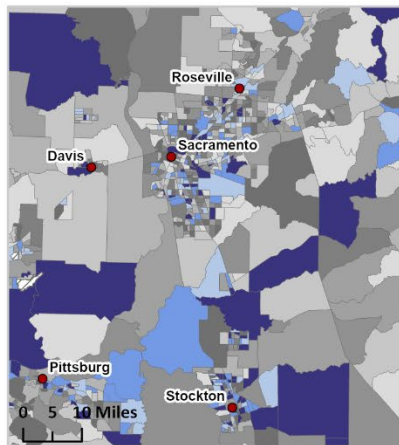 Roseville
Sacramento
Davis
Pittsburg
Stockton
0 5 10 Miles